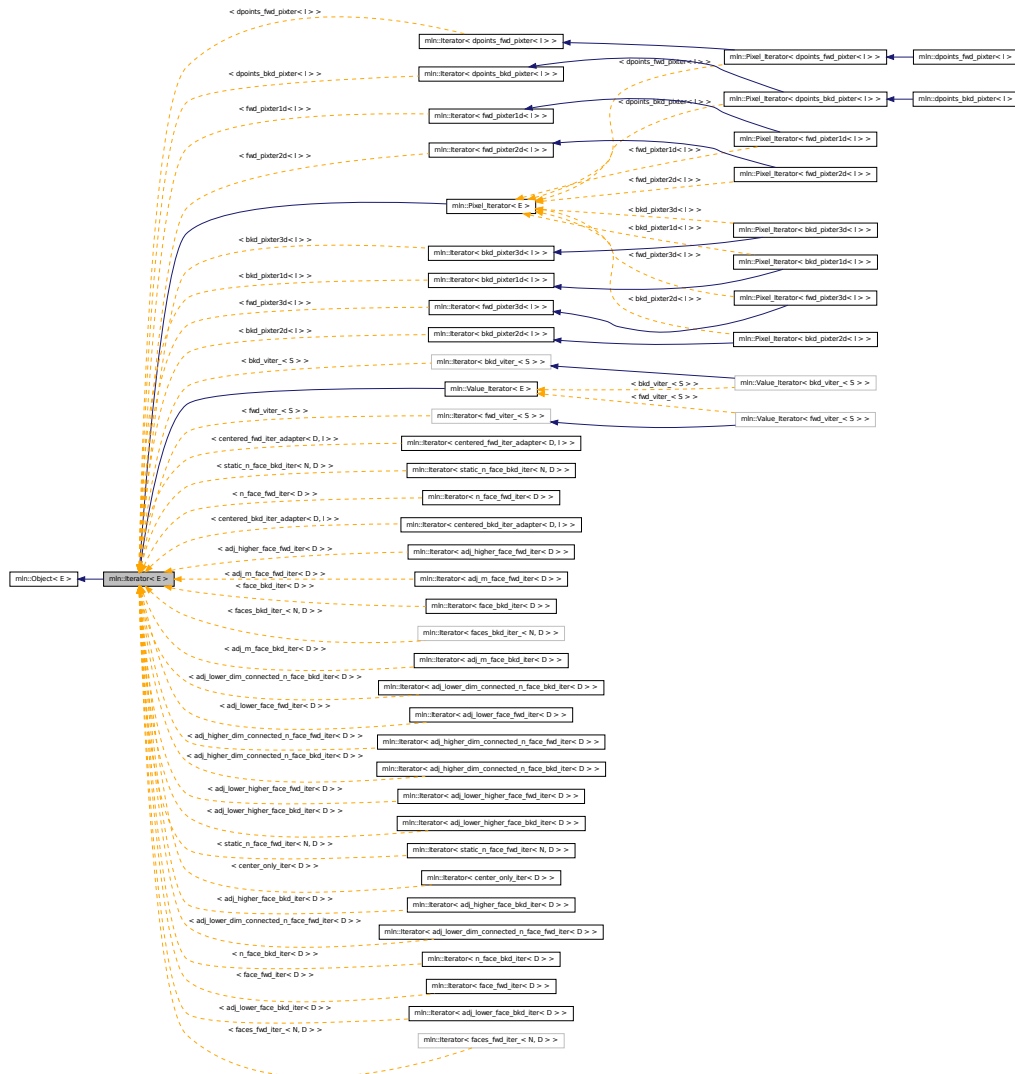 < dpoints_fwd_pixter< I > >
mln::Iterator< dpoints_fwd_pixter< I > >
mln::Pixel_Iterator< dpoints_fwd_pixter< I > >
mln::dpoints_fwd_pixter< I >
< dpoints_fwd_pixter< I > >
< dpoints_bkd_pixter< I > >
mln::Iterator< dpoints_bkd_pixter< I > >
mln::Pixel_Iterator< dpoints_bkd_pixter< I > >
mln::dpoints_bkd_pixter< I >
< dpoints_bkd_pixter< I > >
< fwd_pixter1d< I > >
mln::Iterator< fwd_pixter1d< I > >
mln::Pixel_Iterator< fwd_pixter1d< I > >
< fwd_pixter1d< I > >
< fwd_pixter2d< I > >
mln::Iterator< fwd_pixter2d< I > >
mln::Pixel_Iterator< fwd_pixter2d< I > >
< fwd_pixter2d< I > >
mln::Pixel_Iterator< E >
< bkd_pixter3d< I > >
< bkd_pixter1d< I > >
mln::Pixel_Iterator< bkd_pixter3d< I > >
< bkd_pixter3d< I > >
mln::Iterator< bkd_pixter3d< I > >
< fwd_pixter3d< I > >
mln::Pixel_Iterator< bkd_pixter1d< I > >
< bkd_pixter1d< I > >
mln::Iterator< bkd_pixter1d< I > >
< bkd_pixter2d< I > >
mln::Pixel_Iterator< fwd_pixter3d< I > >
< fwd_pixter3d< I > >
mln::Iterator< fwd_pixter3d< I > >
< bkd_pixter2d< I > >
mln::Iterator< bkd_pixter2d< I > >
mln::Pixel_Iterator< bkd_pixter2d< I > >
< bkd_viter_< S > >
mln::Iterator< bkd_viter_< S > >
mln::Value_Iterator< E >
< bkd_viter_< S > >
mln::Value_Iterator< bkd_viter_< S > >
< fwd_viter_< S > >
< fwd_viter_< S > >
mln::Iterator< fwd_viter_< S > >
mln::Value_Iterator< fwd_viter_< S > >
< centered_fwd_iter_adapter< D, I > >
mln::Iterator< centered_fwd_iter_adapter< D, I > >
< static_n_face_bkd_iter< N, D > >
mln::Iterator< static_n_face_bkd_iter< N, D > >
< n_face_fwd_iter< D > >
mln::Iterator< n_face_fwd_iter< D > >
< centered_bkd_iter_adapter< D, I > >
mln::Iterator< centered_bkd_iter_adapter< D, I > >
< adj_higher_face_fwd_iter< D > >
mln::Iterator< adj_higher_face_fwd_iter< D > >
mln::Object< E >
mln::Iterator< E >
< adj_m_face_fwd_iter< D > >
mln::Iterator< adj_m_face_fwd_iter< D > >
< face_bkd_iter< D > >
mln::Iterator< face_bkd_iter< D > >
< faces_bkd_iter_< N, D > >
mln::Iterator< faces_bkd_iter_< N, D > >
< adj_m_face_bkd_iter< D > >
mln::Iterator< adj_m_face_bkd_iter< D > >
< adj_lower_dim_connected_n_face_bkd_iter< D > >
mln::Iterator< adj_lower_dim_connected_n_face_bkd_iter< D > >
< adj_lower_face_fwd_iter< D > >
mln::Iterator< adj_lower_face_fwd_iter< D > >
< adj_higher_dim_connected_n_face_fwd_iter< D > >
mln::Iterator< adj_higher_dim_connected_n_face_fwd_iter< D > >
< adj_higher_dim_connected_n_face_bkd_iter< D > >
mln::Iterator< adj_higher_dim_connected_n_face_bkd_iter< D > >
< adj_lower_higher_face_fwd_iter< D > >
mln::Iterator< adj_lower_higher_face_fwd_iter< D > >
< adj_lower_higher_face_bkd_iter< D > >
mln::Iterator< adj_lower_higher_face_bkd_iter< D > >
< static_n_face_fwd_iter< N, D > >
mln::Iterator< static_n_face_fwd_iter< N, D > >
< center_only_iter< D > >
mln::Iterator< center_only_iter< D > >
< adj_higher_face_bkd_iter< D > >
mln::Iterator< adj_higher_face_bkd_iter< D > >
< adj_lower_dim_connected_n_face_fwd_iter< D > >
mln::Iterator< adj_lower_dim_connected_n_face_fwd_iter< D > >
< n_face_bkd_iter< D > >
mln::Iterator< n_face_bkd_iter< D > >
< face_fwd_iter< D > >
mln::Iterator< face_fwd_iter< D > >
< adj_lower_face_bkd_iter< D > >
mln::Iterator< adj_lower_face_bkd_iter< D > >
< faces_fwd_iter_< N, D > >
mln::Iterator< faces_fwd_iter_< N, D > >